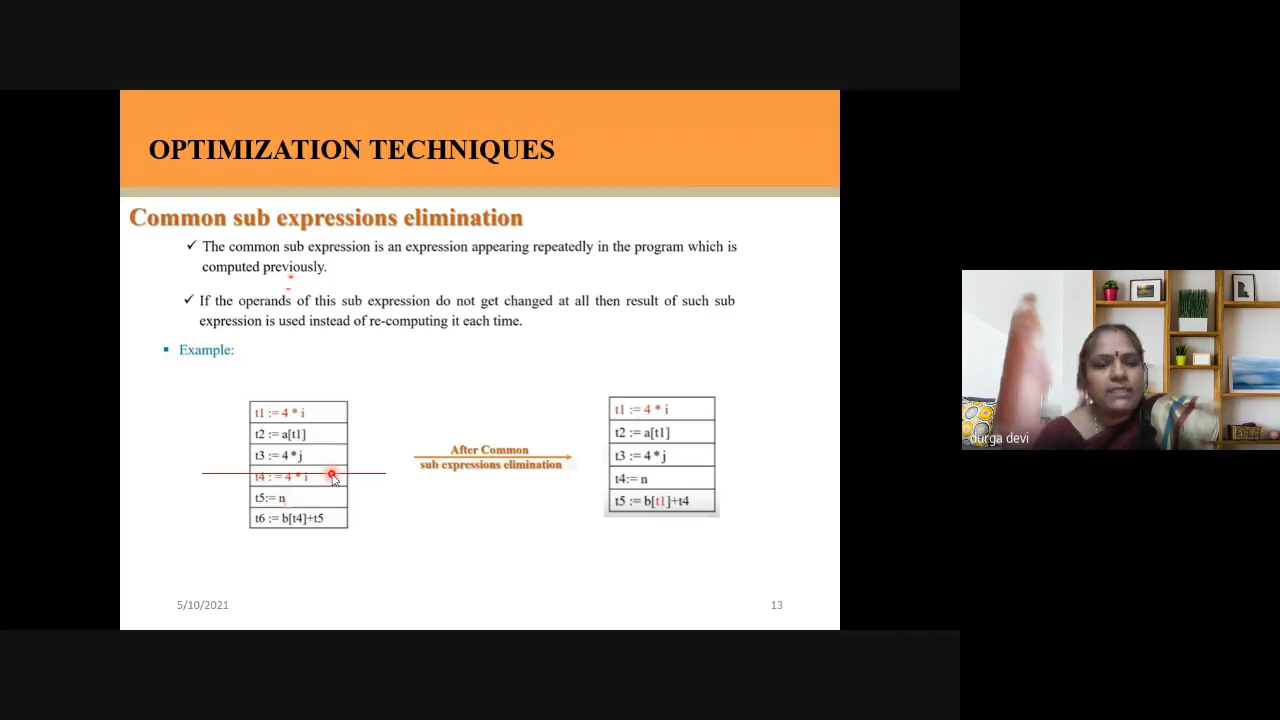 OPTIMIZATION TECHNIQUES
Common sub expressions elimination
✓ The common sub expression is an expression appearing repeatedly in the program which is
computed previously.
✓ If the operands of this sub expression do not get changed at all then result of such sub
expression is used instead of re-computing it each time.
▪ Example:
t1 := 4 * i
t2 := a[t1]
t3 := 4 * j
t4 : = 4 * i
t5:= n
t6 := b[t4]+t5
After Common
sub expressions elimination
t1 := 4 * i
t2 := a[t1]
t3 := 4 * j
t4:= n
t5 := b[t1]+t4
5/10/2021
13
durga devi